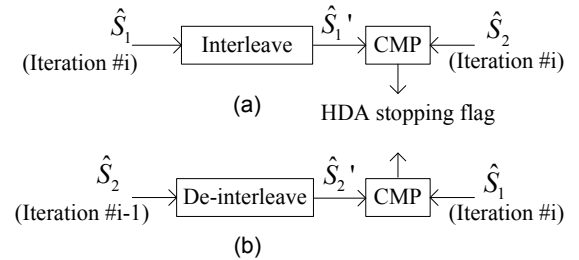 Ŝ₁ Interleave Ŝ₁' CMP Ŝ₂
(Iteration #i) (Iteration #i)
(a) HDA stopping flag
Ŝ₂ De-interleave Ŝ₂' CMP Ŝ₁
(Iteration #i-1) (Iteration #i)
(b)